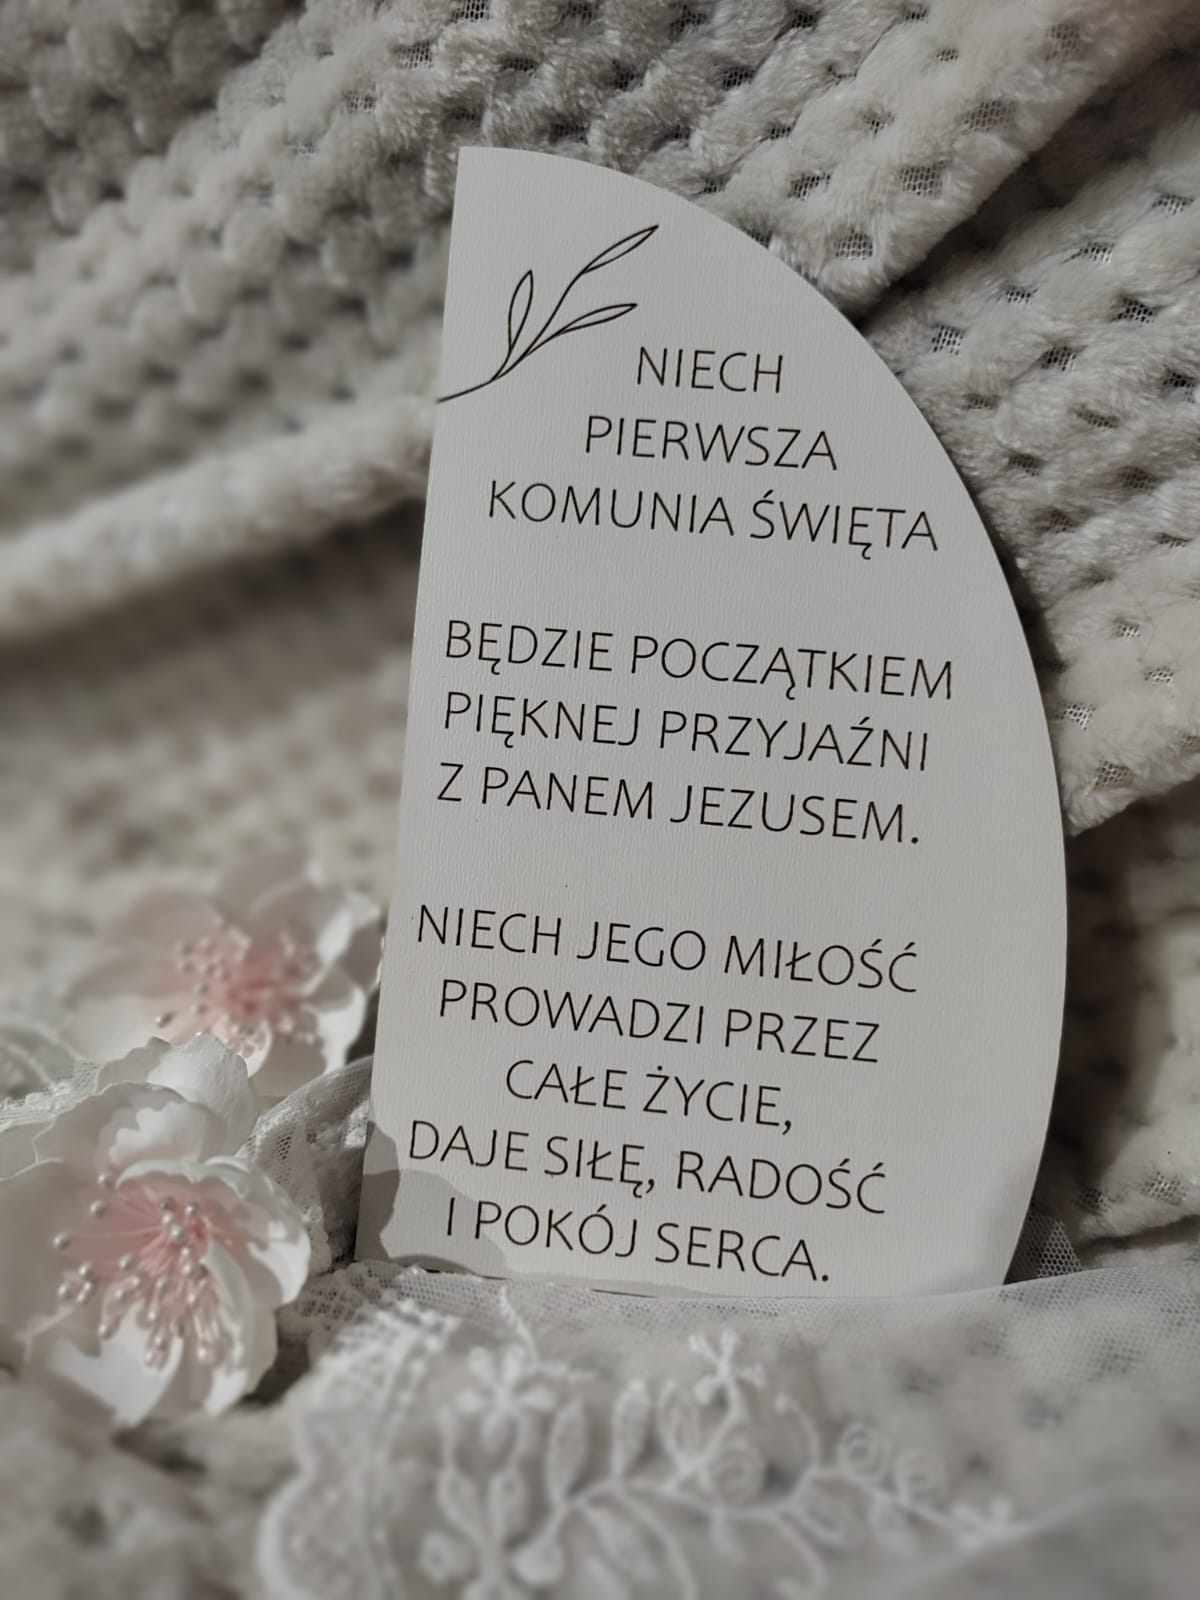 NIECH
PIERWSZA
KOMUNIA ŚWIĘTA
BĘDZIE POCZĄTKIEM
PIĘKNEJ PRZYJAŹNI
Z PANEM JEZUSEM.
NIECH JEGO MIŁOŚĆ
PROWADZI PRZEZ
CAŁE ŻYCIE,
DAJE SIŁĘ, RADOŚĆ
I POKÓJ SERCA.